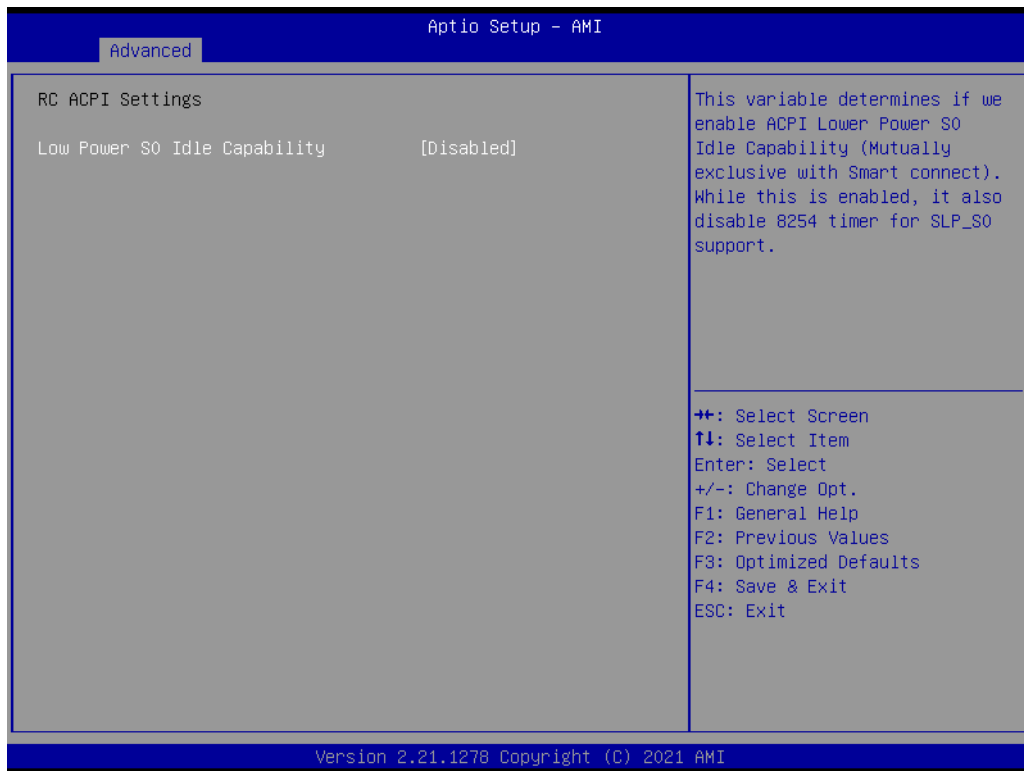 Aptio Setup - AMI
Advanced
RC ACPI Settings
Low Power S0 Idle Capability [Disabled]
This variable determines if we
enable ACPI Lower Power S0
Idle Capability (Mutually
exclusive with Smart connect).
While this is enabled, it also
disable 8254 timer for SLP_S0
support.
→←: Select Screen
↑↓: Select Item
Enter: Select
+/-: Change Opt.
F1: General Help
F2: Previous Values
F3: Optimized Defaults
F4: Save & Exit
ESC: Exit
Version 2.21.1278 Copyright (C) 2021 AMI